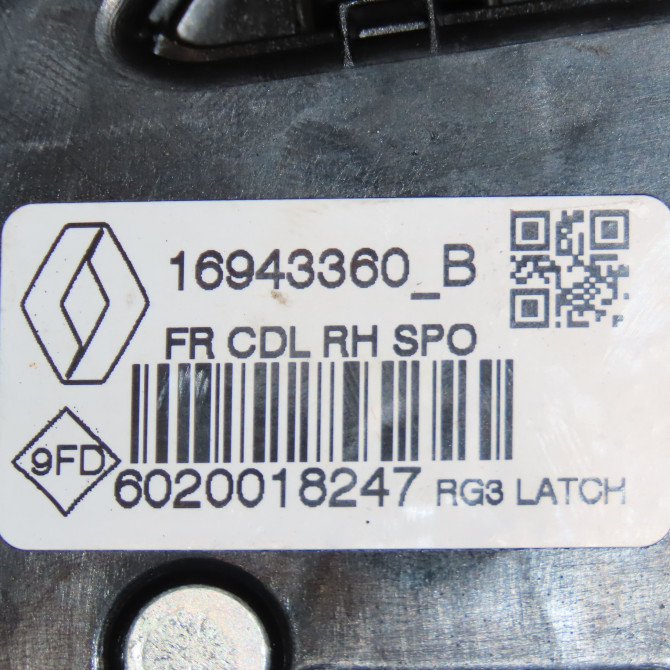 16943360_B
FR CDL RH SPO
9FD
6020018247 RG3 LATCH